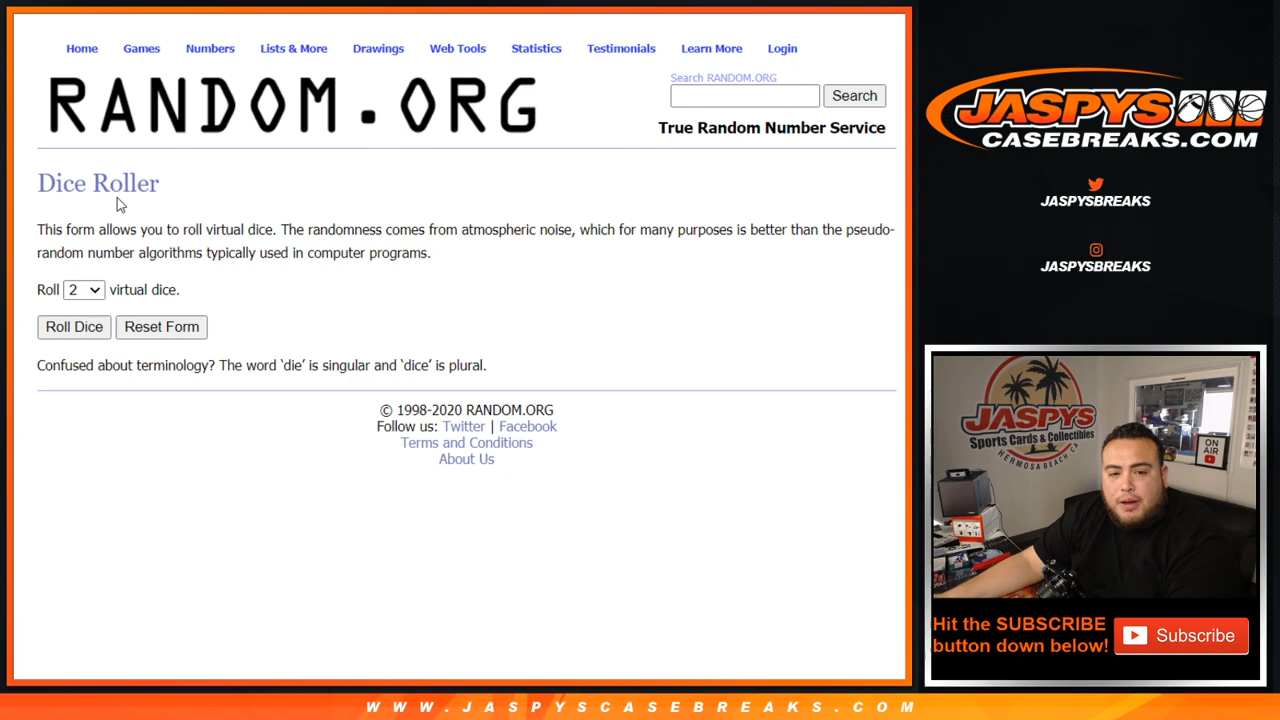 Home Games Numbers Lists & More Drawings Web Tools Statistics Testimonials Learn More Login
RANDOM.ORG
Search RANDOM.ORG
Search
True Random Number Service
Dice Roller
This form allows you to roll virtual dice. The randomness comes from atmospheric noise, which for many purposes is better than the pseudo-
random number algorithms typically used in computer programs.
Roll 2 virtual dice.
Roll Dice Reset Form
Confused about terminology? The word ‘die’ is singular and ‘dice’ is plural.
© 1998-2020 RANDOM.ORG
Follow us: Twitter | Facebook
Terms and Conditions
About Us
JASPYS
CASEBREAKS.COM
JASPYSBREAKS
JASPYSBREAKS
JASPYS
Sports Cards & Collectibles
HERMOSA BEACH, CA
ON
AIR
Hit the SUBSCRIBE
button down below!
Subscribe
WWW.JASPYSCASEBREAKS.COM